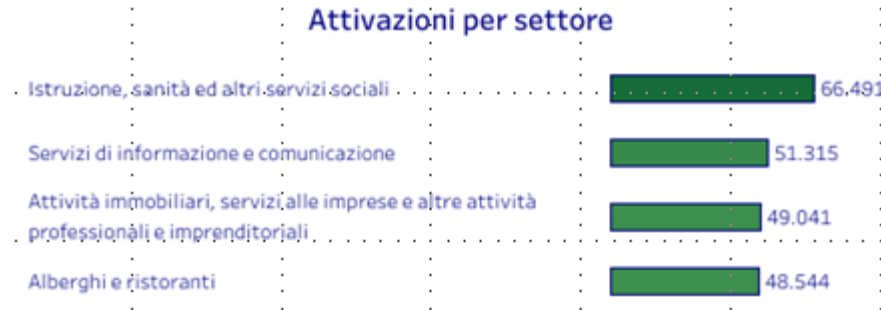 Attivazioni per settore
Istruzione, sanità ed altri servizi sociali 66.491
Servizi di informazione e comunicazione 51.315
Attività immobiliari, servizi alle imprese e altre attività
professionali e imprenditoriali 49.041
Alberghi e ristoranti 48.544